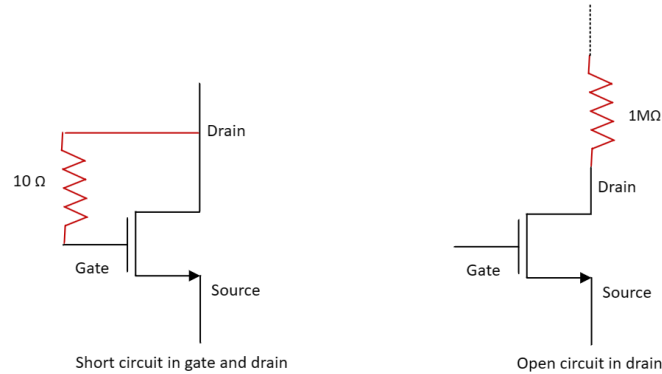 Drain
10 Ω
Gate
Source
Short circuit in gate and drain
1MΩ
Drain
Gate
Source
Open circuit in drain